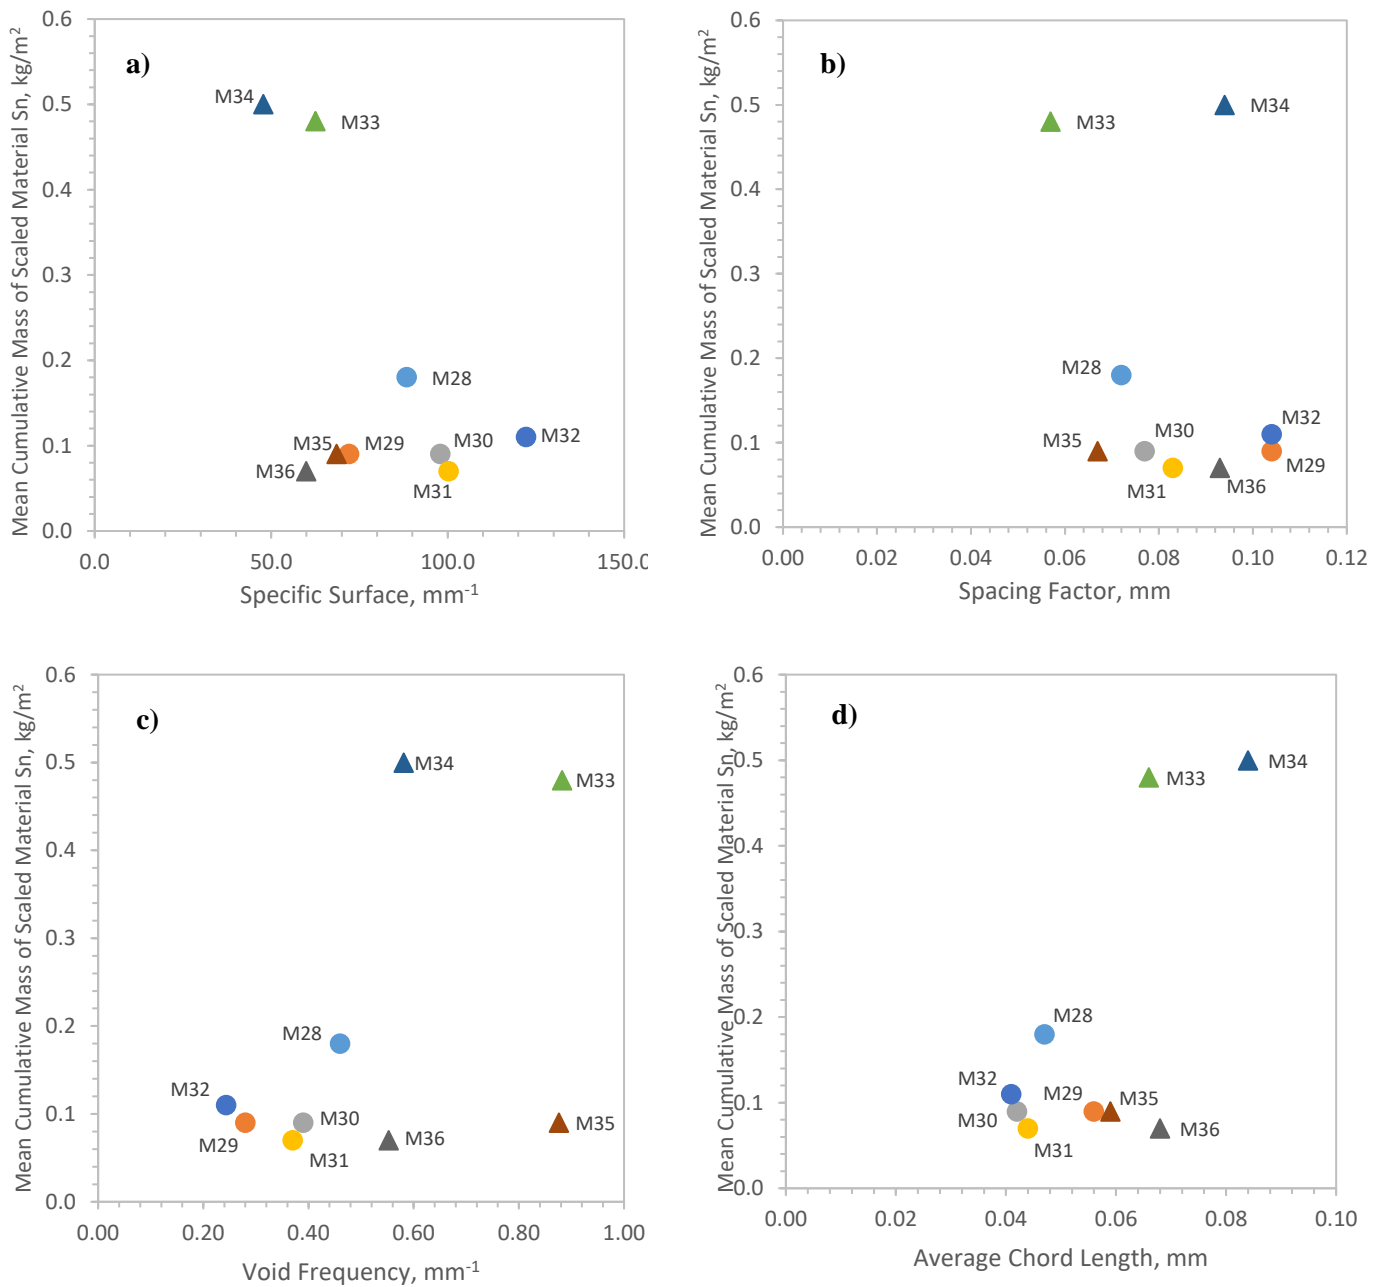 a)
Mean Cumulative Mass of Scaled Material Sn, kg/m²
0.6
0.5
0.4
0.3
0.2
0.1
0.0
M34
M33
M28
M35
M29
M30
M32
M36
M31
0.0
50.0
100.0
150.0
Specific Surface, mm⁻¹
b)
Mean Cumulative Mass of Scaled Material Sn, kg/m²
0.6
0.5
0.4
0.3
0.2
0.1
0.0
M33
M34
M28
M35
M30
M32
M31
M36
M29
0.00
0.02
0.04
0.06
0.08
0.10
0.12
Spacing Factor, mm
c)
Mean Cumulative Mass of Scaled Material Sn, kg/m²
0.6
0.5
0.4
0.3
0.2
0.1
0.0
M34
M33
M28
M32
M30
M35
M29
M31
M36
0.00
0.20
0.40
0.60
0.80
1.00
Void Frequency, mm⁻¹
d)
Mean Cumulative Mass of Scaled Material Sn, kg/m²
0.6
0.5
0.4
0.3
0.2
0.1
0.0
M34
M33
M28
M32
M29
M35
M30
M36
M31
0.00
0.02
0.04
0.06
0.08
0.10
Average Chord Length, mm